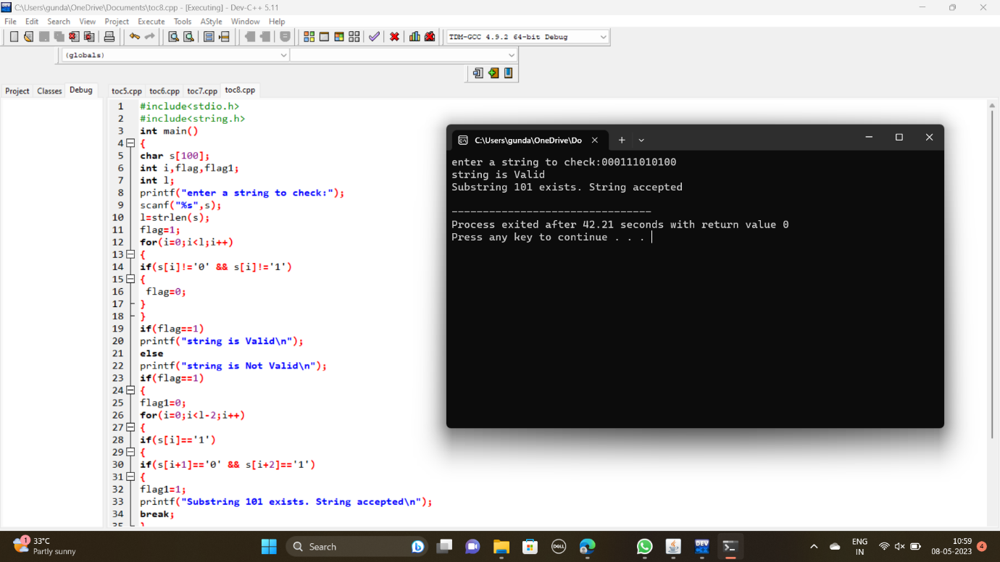 C:\Users\gunda\OneDrive\Documents\toc8.cpp - [Executing] - Dev-C++ 5.11
File Edit Search View Project Execute Tools AStyle Window Help
TDM-GCC 4.9.2 64-bit Debug
(globals)
Project Classes Debug
toc5.cpp toc6.cpp toc7.cpp toc8.cpp
1 #include<stdio.h>
2 #include<string.h>
3 int main()
4 {
5 char s[100];
6 int i,flag,flag1;
7 int l;
8 printf("enter a string to check:");
9 scanf("%s",s);
10 l=strlen(s);
11 flag=1;
12 for(i=0;i<l;i++)
13 {
14 if(s[i]!='0' && s[i]!='1')
15 {
16 flag=0;
17 }
18 }
19 if(flag==1)
20 printf("string is Valid\n");
21 else
22 printf("string is Not Valid\n");
23 if(flag==1)
24 {
25 flag1=0;
26 for(i=0;i<l-2;i++)
27 {
28 if(s[i]=='1')
29 {
30 if(s[i+1]=='0' && s[i+2]=='1')
31 {
32 flag1=1;
33 printf("Substring 101 exists. String accepted\n");
34 break;
35 }
C:\Users\gunda\OneDrive\Do
enter a string to check:000111010100
string is Valid
Substring 101 exists. String accepted
--------------------------------
Process exited after 42.21 seconds with return value 0
Press any key to continue . . .
1
33°C
Partly sunny
Search
DELL
DEV
ENG
IN
10:59
08-05-2023
4